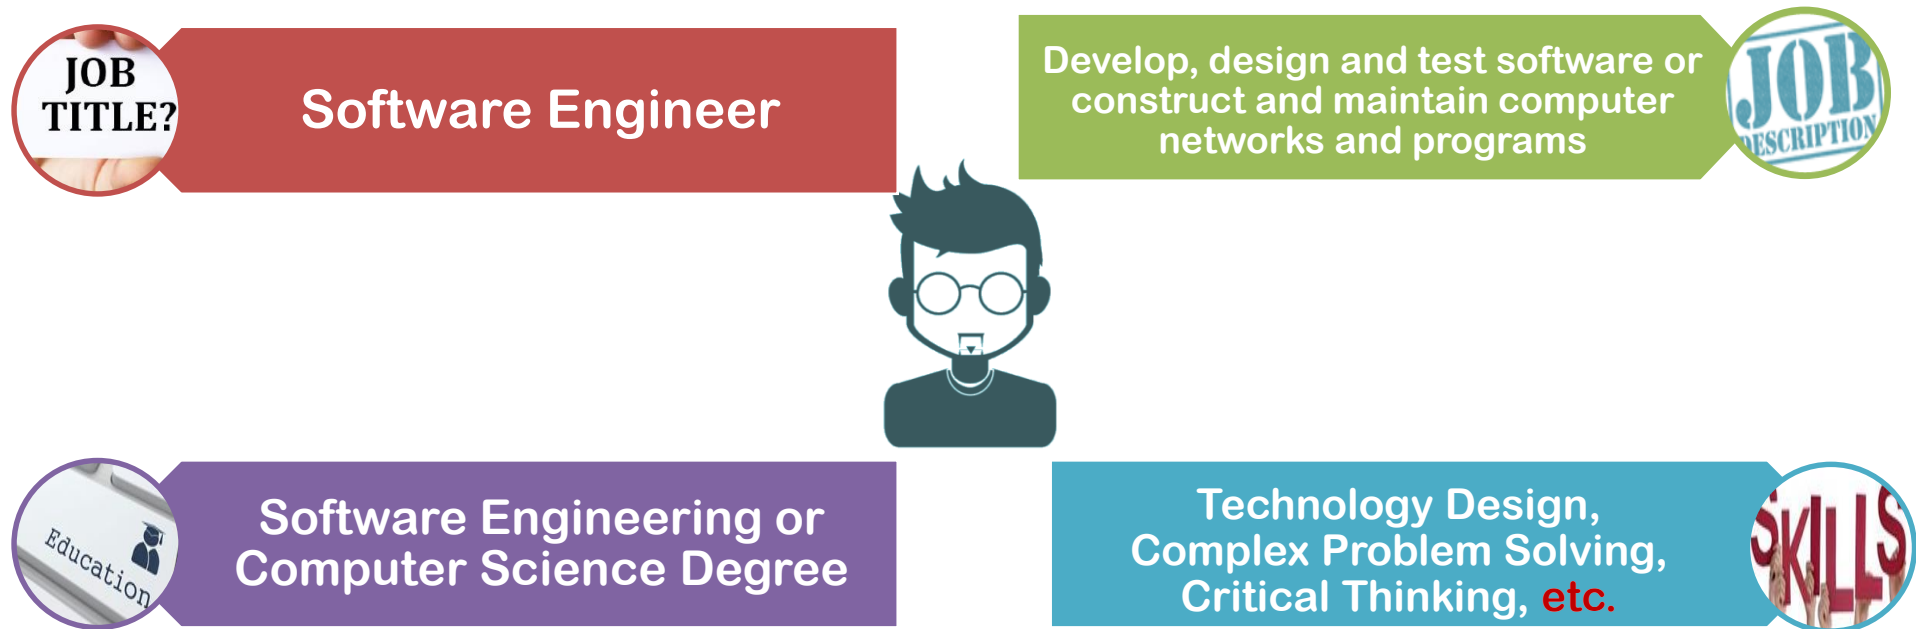 JOB
TITLE?
Software Engineer
Develop, design and test software or
construct and maintain computer
networks and programs
JOB
DESCRIPTION
Education
Software Engineering or
Computer Science Degree
Technology Design,
Complex Problem Solving,
Critical Thinking, etc.
SKILLS